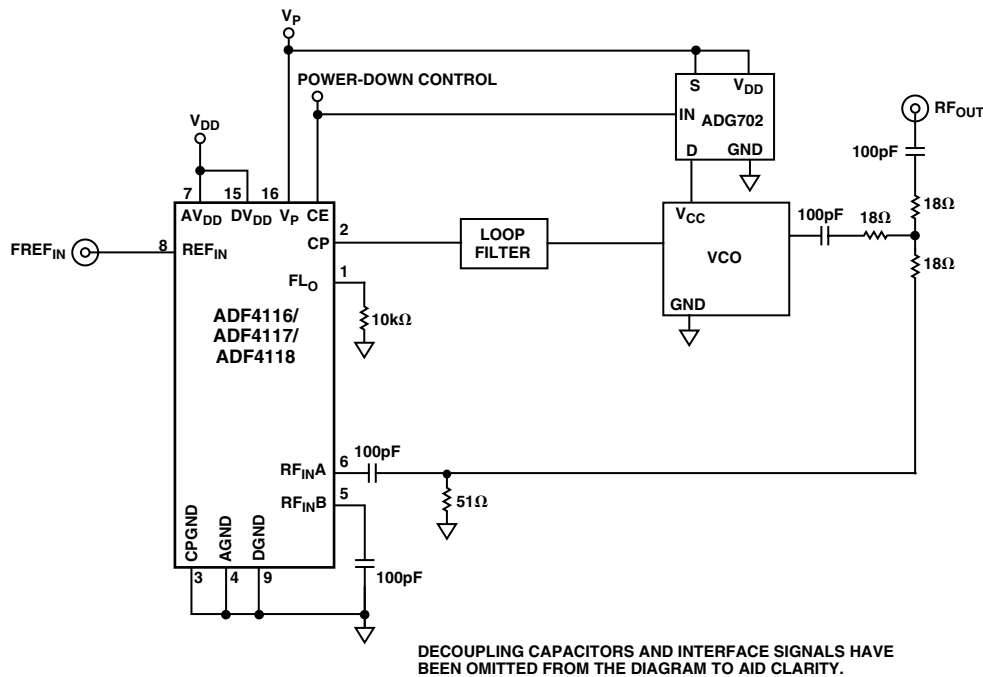 VP
POWER-DOWN CONTROL
VDD
S VDD
IN
ADG702
D GND
RFOUT
100pF
7 15 16
AVDD DVDD VP CE
2
CP
FREFIN
8
REFIN
1
FLO
10kΩ
ADF4116/
ADF4117/
ADF4118
LOOP
FILTER
VCC
VCO
GND
100pF
18Ω
18Ω
18Ω
100pF
6
RFINA
5
RFINB
51Ω
100pF
CPGND
AGND
DGND
3 4 9
DECOUPLING CAPACITORS AND INTERFACE SIGNALS HAVE
BEEN OMITTED FROM THE DIAGRAM TO AID CLARITY.